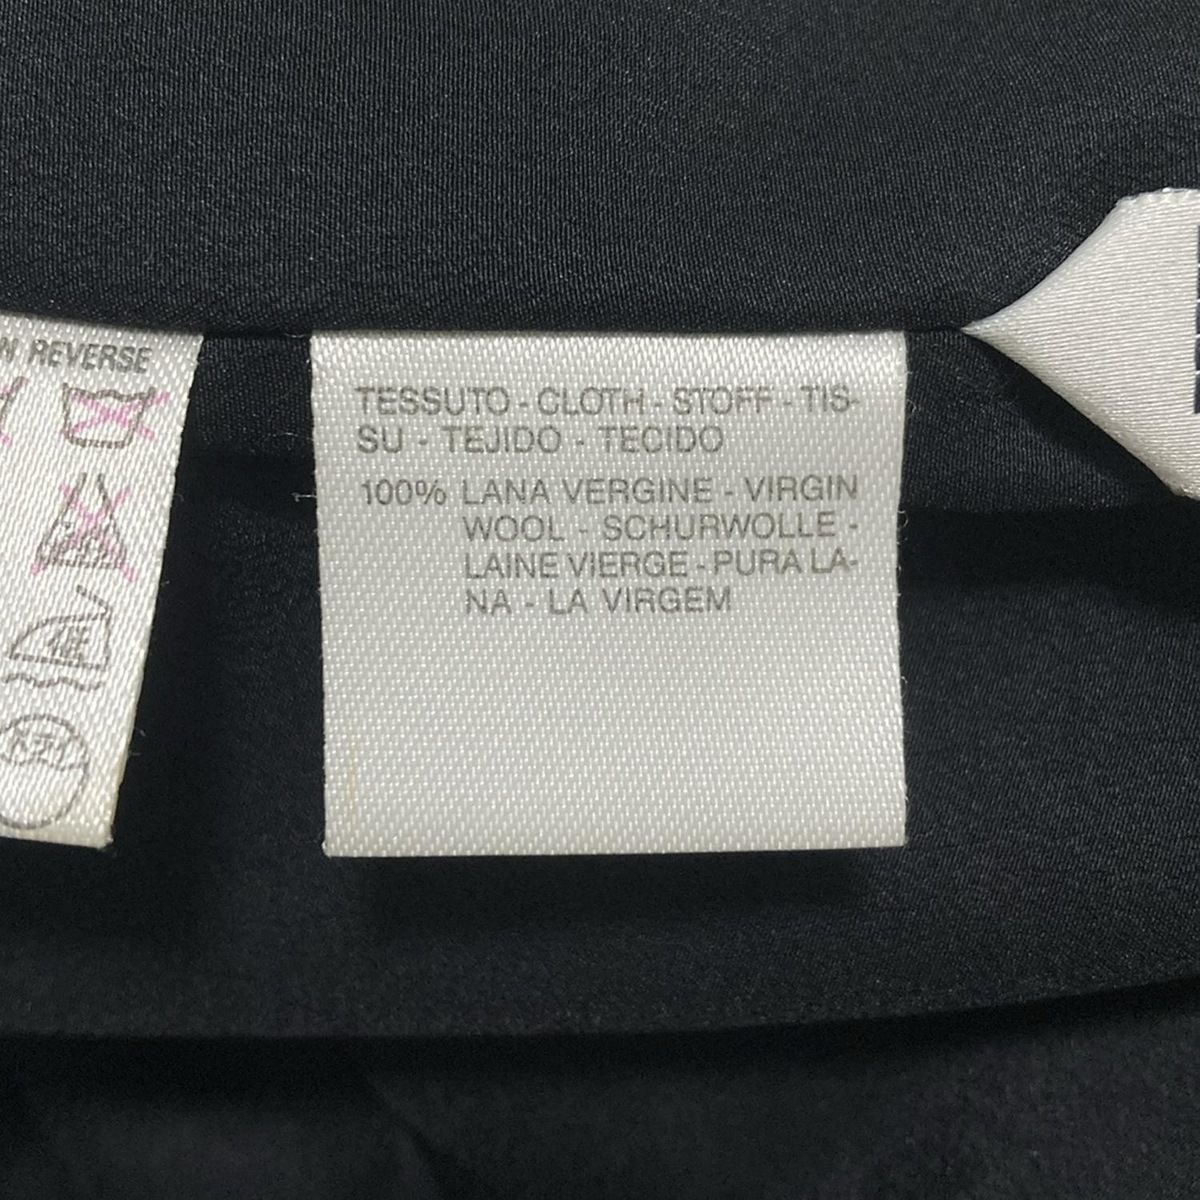 REVERSE
TESSUTO - CLOTH - STOFF - TIS-
SU - TEJIDO - TECIDO
100% LANA VERGINE - VIRGIN
WOOL - SCHURWOLLE -
LAINE VIERGE - PURA LA-
NA - LA VIRGEM